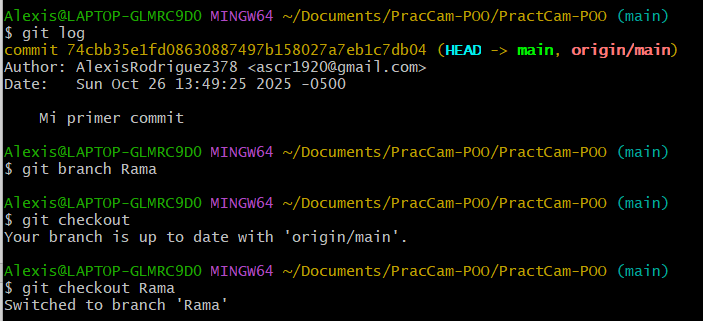 Alexis@LAPTOP-GLMRC9D0 MINGW64 ~/Documents/PracCam-POO/PractCam-POO (main)
$ git log
commit 74cbb35e1fd08630887497b158027a7eb1c7db04 (HEAD -> main, origin/main)
Author: AlexisRodriguez378 <ascr1920@gmail.com>
Date:   Sun Oct 26 13:49:25 2025 -0500
    Mi primer commit
Alexis@LAPTOP-GLMRC9D0 MINGW64 ~/Documents/PracCam-POO/PractCam-POO (main)
$ git branch Rama
Alexis@LAPTOP-GLMRC9D0 MINGW64 ~/Documents/PracCam-POO/PractCam-POO (main)
$ git checkout
Your branch is up to date with 'origin/main'.
Alexis@LAPTOP-GLMRC9D0 MINGW64 ~/Documents/PracCam-POO/PractCam-POO (main)
$ git checkout Rama
Switched to branch 'Rama'